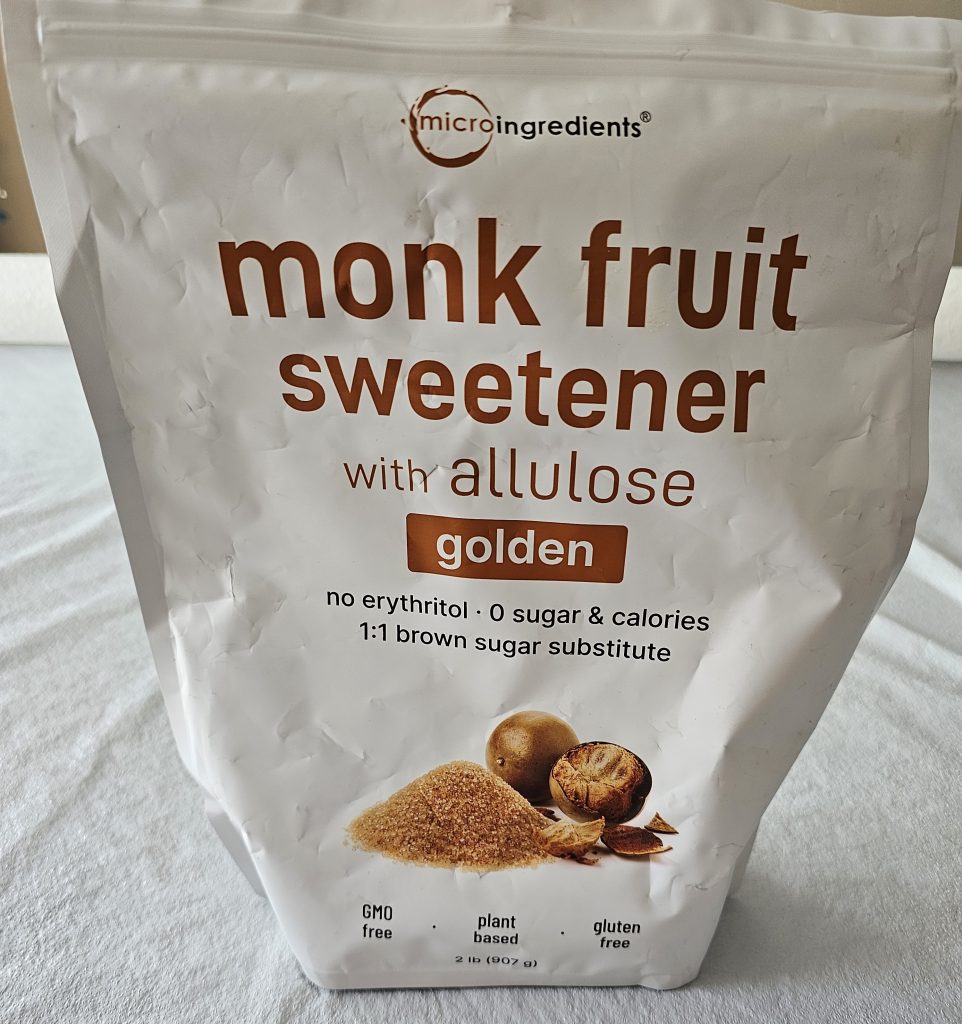 microingredients®
monk fruit
sweetener
with allulose
golden
no erythritol · 0 sugar & calories
1:1 brown sugar substitute
GMO free · plant based · gluten free
2 lb (907 g)